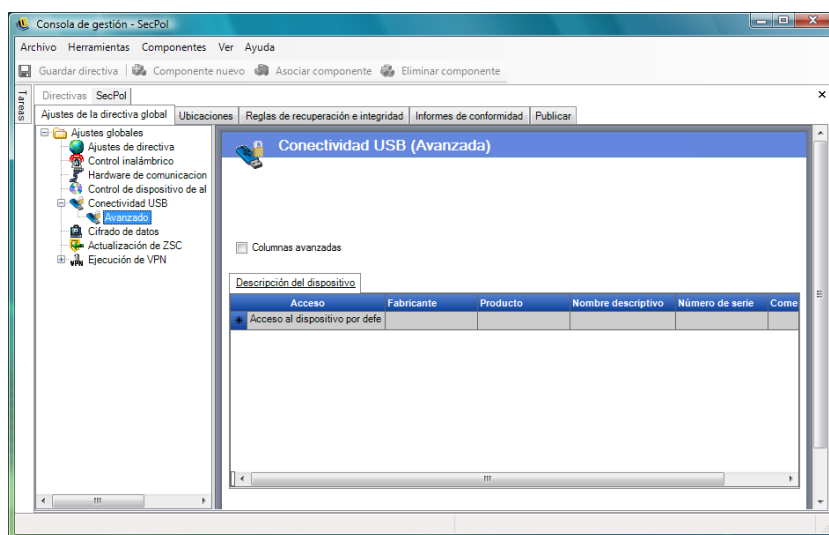 Consola de gestión - SecPol
Archivo Herramientas Componentes Ver Ayuda
Guardar directiva Componente nuevo Asociar componente Eliminar componente
Tareas
Directivas SecPol
Ajustes de la directiva global Ubicaciones Reglas de recuperación e integridad Informes de conformidad Publicar
Ajustes globales
Ajustes de directiva
Control inalámbrico
Hardware de comunicacion
Control de dispositivo de al
Conectividad USB
Avanzado
Cifrado de datos
Actualización de ZSC
VPN Ejecución de VPN
Conectividad USB (Avanzada)
Columnas avanzadas
Descripción del dispositivo
Acceso Fabricante Producto Nombre descriptivo Número de serie Come
Acceso al dispositivo por defe